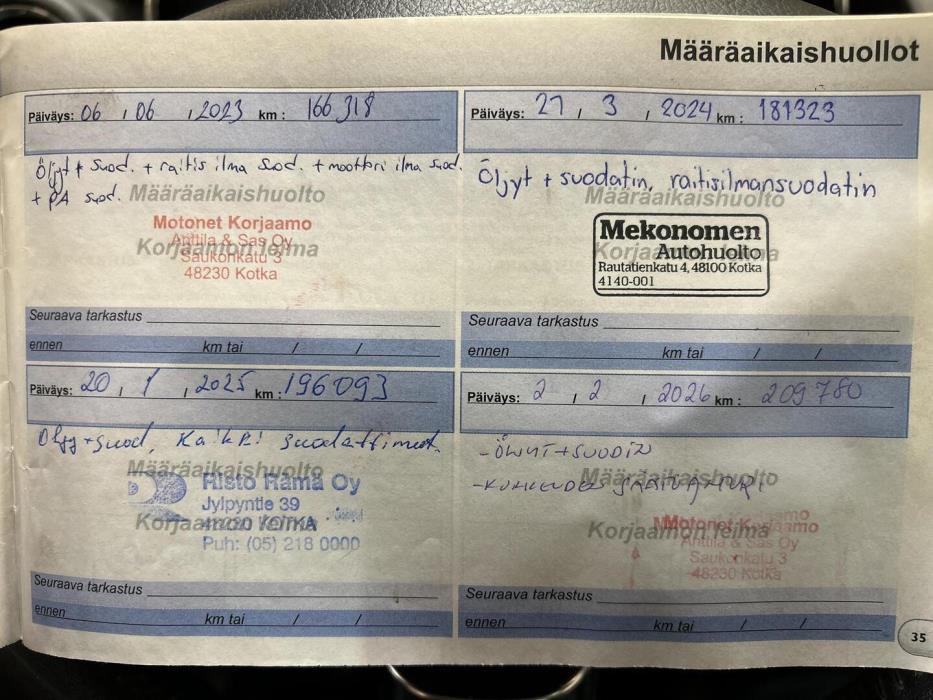 Määräaikaishuollot
Päiväys: 06 / 06 / 2023 km : 166 318
Öljyt + suod. + raitis ilma suod. + moottori ilma suod.
+ PA suod.
Määräaikaishuolto
Motonet Korjaamo
Anttila & Sas Oy
Korjaamon leima
Saukonkatu 3
48230 Kotka
Seuraava tarkastus
ennen km tai / /
Päiväys: 27 / 3 / 2024 km : 181323
Öljyt + suodatin, raitisilmansuodatin
Määräaikaishuolto
Mekonomen
Autohuolto
Korjaamon leima
Rautatienkatu 4, 48100 Kotka
4140-001
Seuraava tarkastus
ennen km tai / /
Päiväys: 20 / 1 / 2025 km : 196093
Öljy + suod, Kaikki suodattimet.
Määräaikaishuolto
Risto Rämä Oy
Jylpyntie 39
Korjaamon leima
Puh: (05) 218 0000
Seuraava tarkastus
ennen km tai / /
Päiväys: 2 / 2 / 2026 km : 209780
- ÖLJYT + SUODIN
Määräaikaishuolto
Motonet Korjaamo
Korjaamon leima
Anttila & Sas Oy
Saukonkatu 3
48230 Kotka
Seuraava tarkastus
ennen km tai / /
35